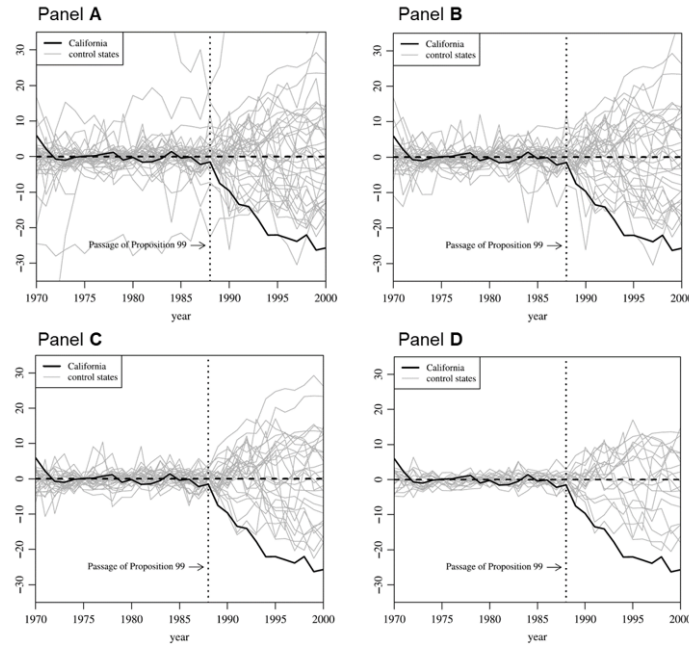 Panel A
California
control states
30
20
10
0
−10
−20
−30
Passage of Proposition 99
1970 1975 1980 1985 1990 1995 2000
year
Panel B
California
control states
30
20
10
0
−10
−20
−30
Passage of Proposition 99
1970 1975 1980 1985 1990 1995 2000
year
Panel C
California
control states
30
20
10
0
−10
−20
−30
Passage of Proposition 99
1970 1975 1980 1985 1990 1995 2000
year
Panel D
California
control states
30
20
10
0
−10
−20
−30
Passage of Proposition 99
1970 1975 1980 1985 1990 1995 2000
year